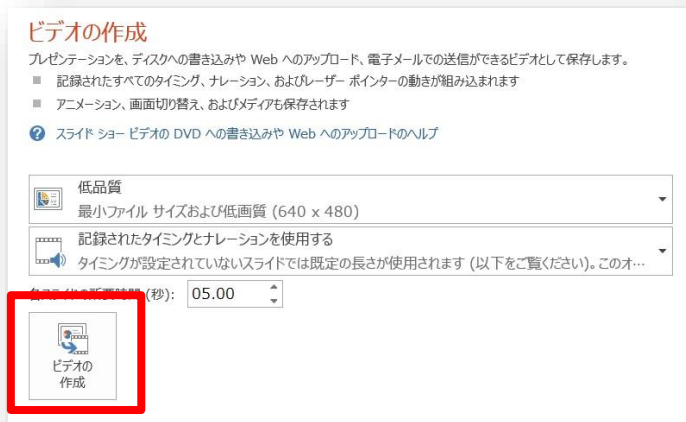 ビデオの作成
プレゼンテーションを、ディスクへの書き込みや Web へのアップロード、電子メールでの送信ができるビデオとして保存します。
記録されたすべてのタイミング、ナレーション、およびレーザー ポインターの動きが組み込まれます
アニメーション、画面切り替え、およびメディアも保存されます
? スライド ショー ビデオの DVD への書き込みや Web へのアップロードのヘルプ
低品質
最小ファイル サイズおよび低画質 (640 x 480)
記録されたタイミングとナレーションを使用する
タイミングが設定されていないスライドでは既定の長さが使用されます (以下をご覧ください)。このオ…
(秒): 05.00
ビデオの
作成